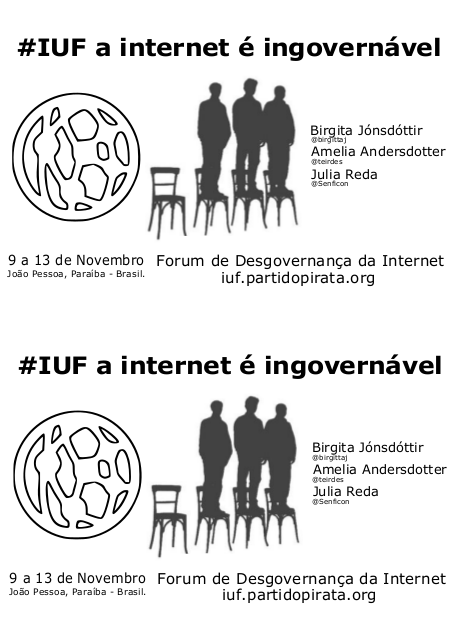 #IUF a internet é ingovernável
Birgita Jónsdóttir
@birgittaj
Amelia Andersdotter
@teirdes
Julia Reda
@Senficon
9 a 13 de Novembro
João Pessoa, Paraíba - Brasil.
Forum de Desgovernança da Internet
iuf.partidopirata.org
#IUF a internet é ingovernável
Birgita Jónsdóttir
@birgittaj
Amelia Andersdotter
@teirdes
Julia Reda
@Senficon
9 a 13 de Novembro
João Pessoa, Paraíba - Brasil.
Forum de Desgovernança da Internet
iuf.partidopirata.org